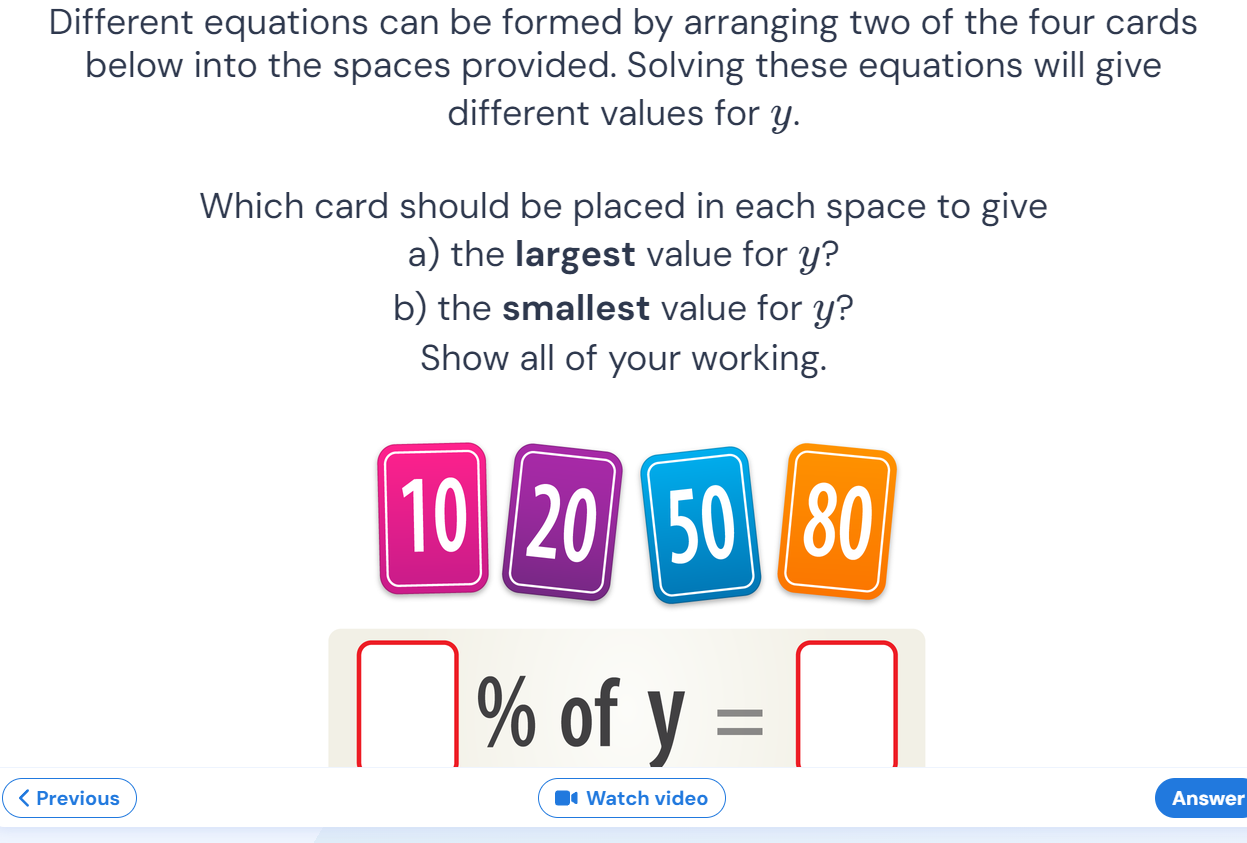 Different equations can be formed by arranging two of the four cards
below into the spaces provided. Solving these equations will give
different values for y.
Which card should be placed in each space to give
a) the largest value for y?
b) the smallest value for y?
Show all of your working.
10 20 50 80
% of y =
Previous Watch video Answer